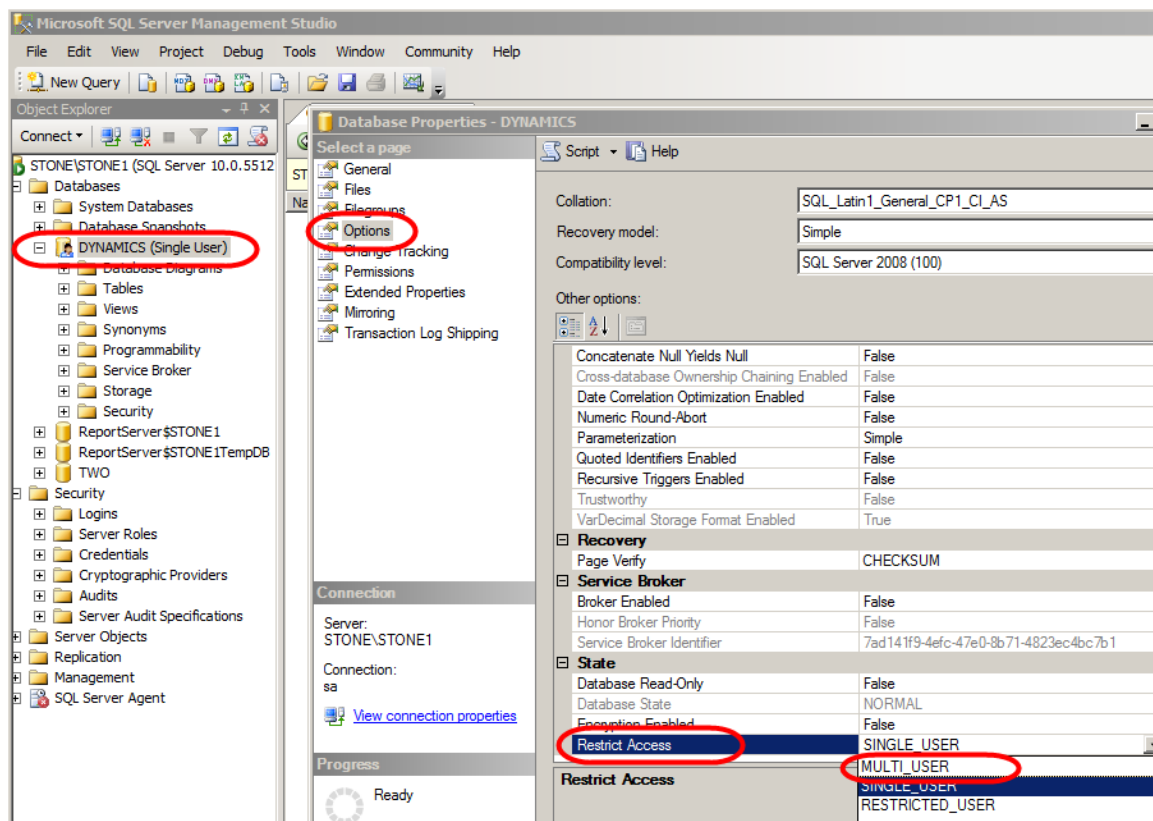 Microsoft SQL Server Management Studio
File Edit View Project Debug Tools Window Community Help
New Query
Object Explorer
Connect
STONE\STONE1 (SQL Server 10.0.5512
Databases
System Databases
Database Snapshots
DYNAMICS (Single User)
Database Diagrams
Tables
Views
Synonyms
Programmability
Service Broker
Storage
Security
ReportServer$STONE1
ReportServer$STONE1TempDB
TWO
Security
Logins
Server Roles
Credentials
Cryptographic Providers
Audits
Server Audit Specifications
Server Objects
Replication
Management
SQL Server Agent
ST
Na
Database Properties - DYNAMICS
Select a page
General
Files
Filegroups
Options
Change Tracking
Permissions
Extended Properties
Mirroring
Transaction Log Shipping
Connection
Server:
STONE\STONE1
Connection:
sa
View connection properties
Progress
Ready
Script Help
Collation: SQL_Latin1_General_CP1_CI_AS
Recovery model: Simple
Compatibility level: SQL Server 2008 (100)
Other options:
Concatenate Null Yields Null False
Cross-database Ownership Chaining Enabled False
Date Correlation Optimization Enabled False
Numeric Round-Abort False
Parameterization Simple
Quoted Identifiers Enabled False
Recursive Triggers Enabled False
Trustworthy False
VarDecimal Storage Format Enabled True
Recovery
Page Verify CHECKSUM
Service Broker
Broker Enabled False
Honor Broker Priority False
Service Broker Identifier 7ad141f9-4efc-47e0-8b71-4823ec4bc7b1
State
Database Read-Only False
Database State NORMAL
Encryption Enabled False
Restrict Access SINGLE_USER
MULTI_USER
SINGLE_USER
RESTRICTED_USER
Restrict Access